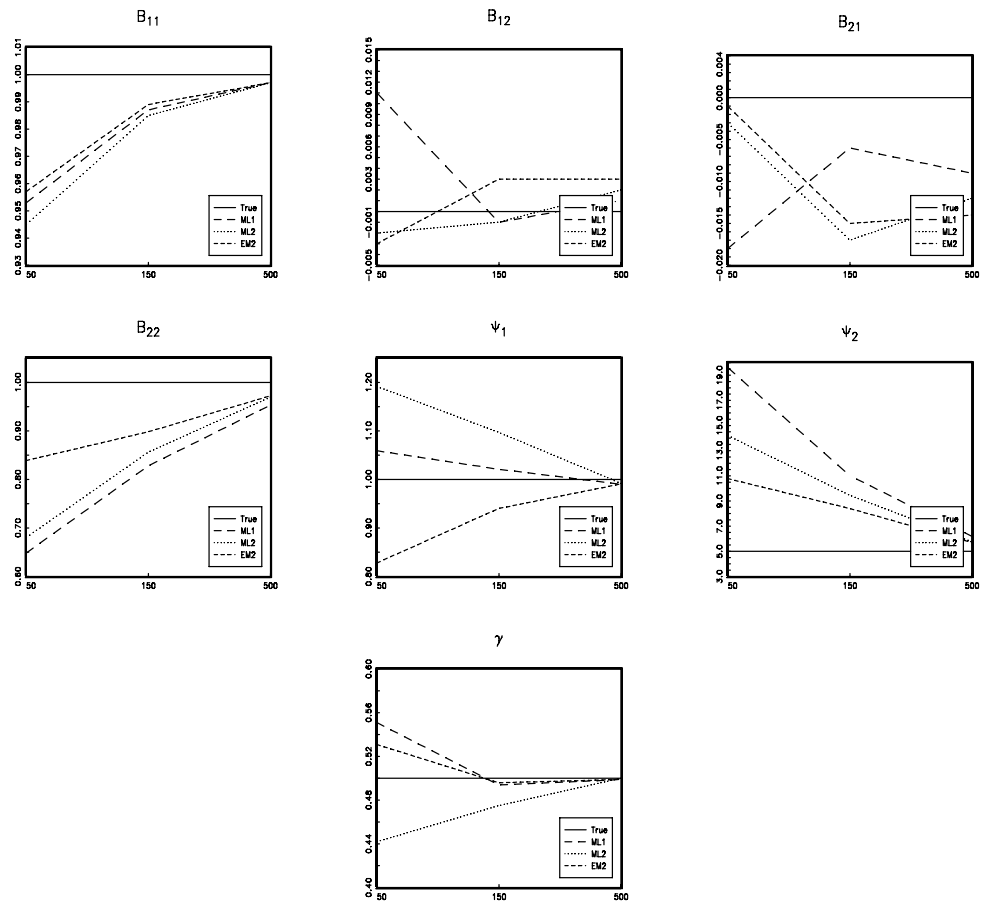 B₁₁
1.01
1.00
0.99
0.98
0.97
0.96
0.95
0.94
0.93
True
ML1
ML2
EM2
50 150 500
B₁₂
0.015
0.012
0.009
0.006
0.003
−0.001
−0.005
True
ML1
ML2
EM2
50 150 500
B₂₁
0.004
0.000
−0.005
−0.010
−0.015
−0.020
True
ML1
ML2
EM2
50 150 500
B₂₂
1.00
0.90
0.80
0.70
0.60
True
ML1
ML2
EM2
50 150 500
ψ₁
1.20
1.10
1.00
0.90
0.80
True
ML1
ML2
EM2
50 150 500
ψ₂
19.0
17.0
15.0
13.0
11.0
9.0
7.0
5.0
3.0
True
ML1
ML2
EM2
50 150 500
γ
0.60
0.56
0.52
0.48
0.44
0.40
True
ML1
ML2
EM2
50 150 500